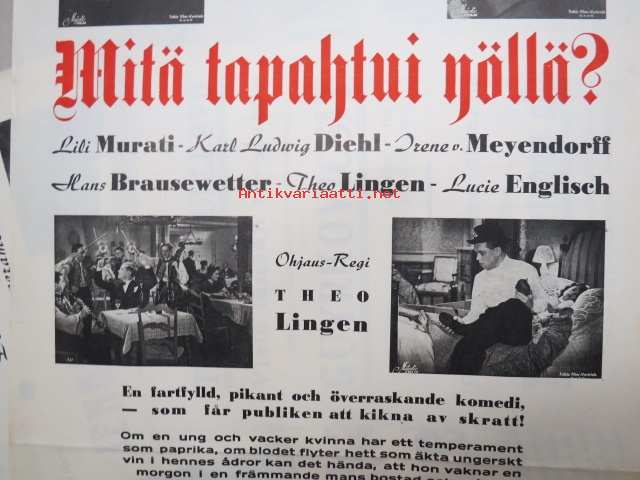 Mitä tapahtui yöllä?
Lili Murati - Karl Ludwig Diehl - Irene v. Meyendorff
Hans Brausewetter - Theo Lingen - Lucie Englisch
Antikvariaatti.net
Ohjaus-Regi
THEO
Lingen
En fartfylld, pikant och överraskande komedi,
— som får publiken att kikna av skratt!
Om en ung och vacker kvinna har ett temperament
som paprika, om blodet flyter hett som äkta ungerskt
vin i hennes ådror kan det hända, att hon vaknar en
morgon i en främmande mans bostad